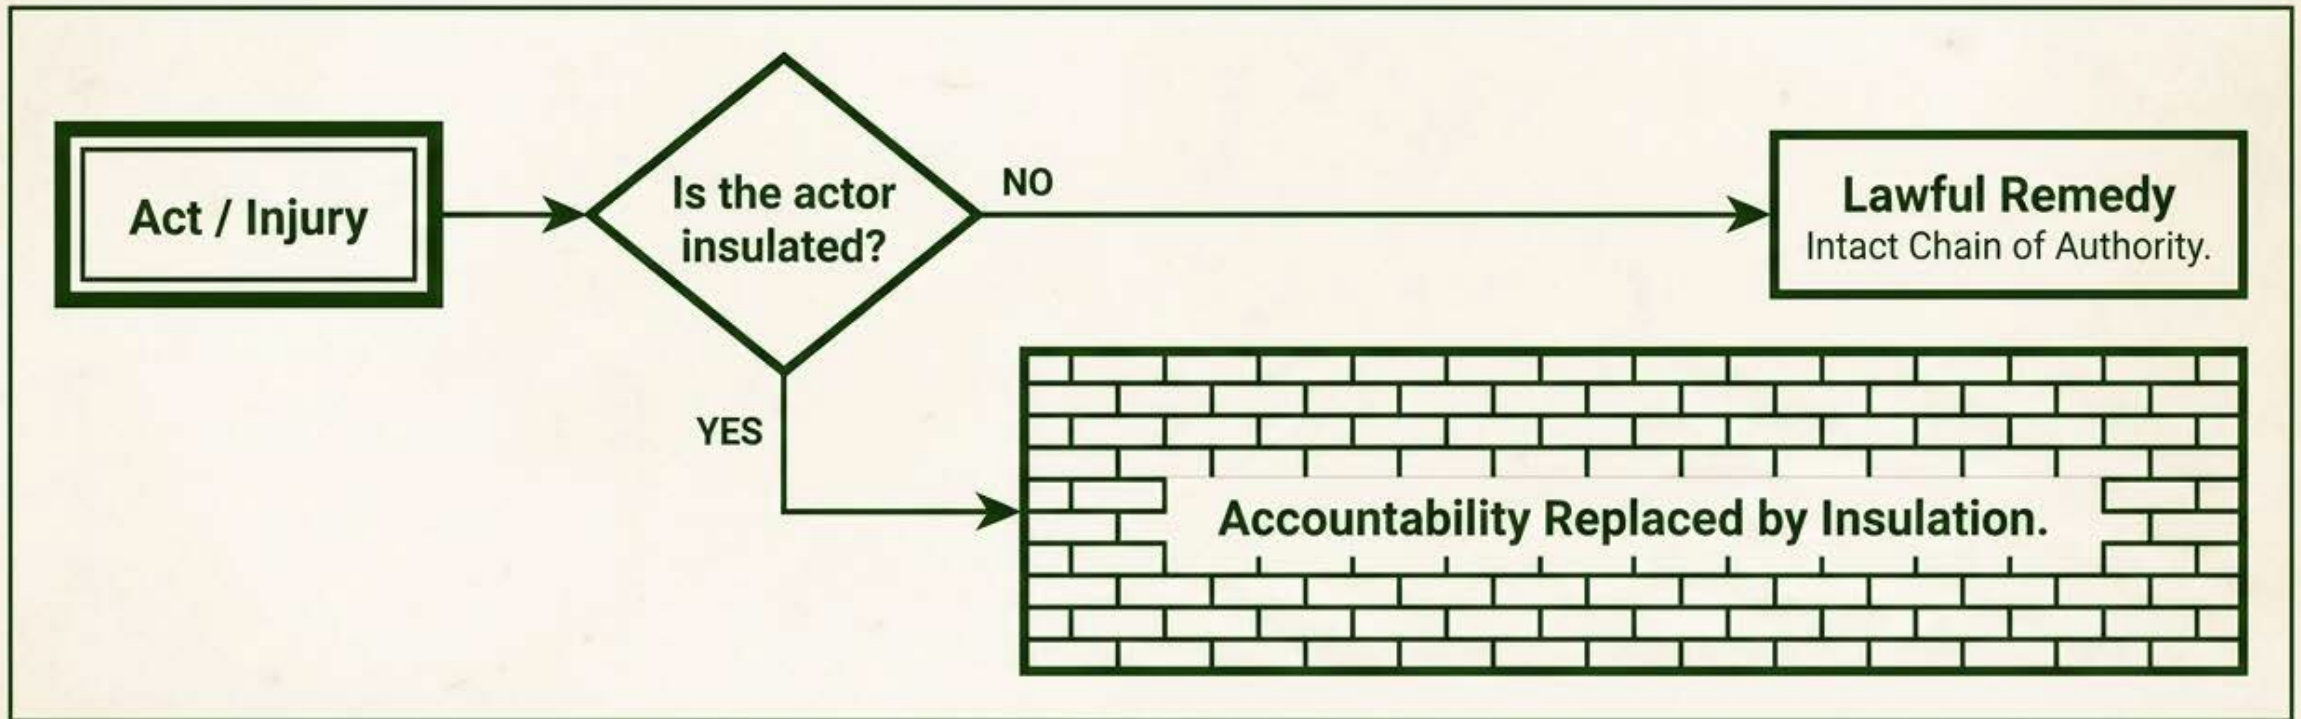 Act / Injury
Is the actor
insulated?
NO
Lawful Remedy
Intact Chain of Authority.
YES
Accountability Replaced by Insulation.